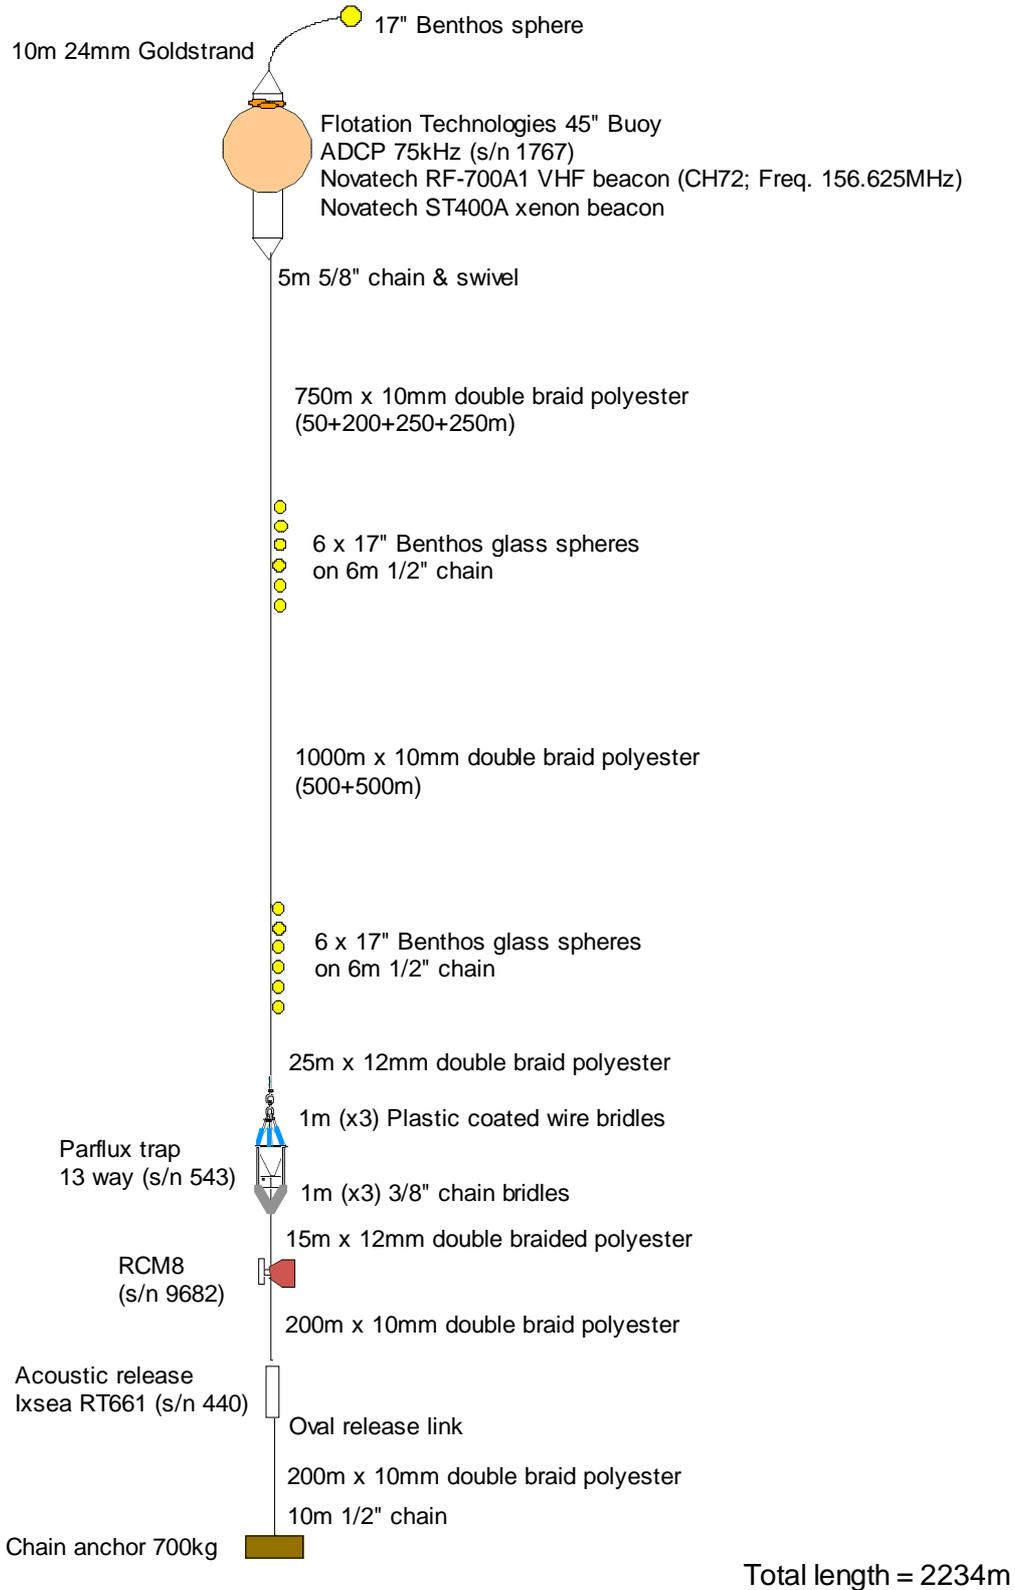 17" Benthos sphere
10m 24mm Goldstrand
Flotation Technologies 45" Buoy
ADCP 75kHz (s/n 1767)
Novatech RF-700A1 VHF beacon (CH72; Freq. 156.625MHz)
Novatech ST400A xenon beacon
5m 5/8" chain & swivel
750m x 10mm double braid polyester
(50+200+250+250m)
6 x 17" Benthos glass spheres
on 6m 1/2" chain
1000m x 10mm double braid polyester
(500+500m)
6 x 17" Benthos glass spheres
on 6m 1/2" chain
25m x 12mm double braid polyester
1m (x3) Plastic coated wire bridles
Parflux trap
13 way (s/n 543)
1m (x3) 3/8" chain bridles
15m x 12mm double braided polyester
RCM8
(s/n 9682)
200m x 10mm double braid polyester
Acoustic release
Ixsea RT661 (s/n 440)
Oval release link
200m x 10mm double braid polyester
10m 1/2" chain
Chain anchor 700kg
Total length = 2234m